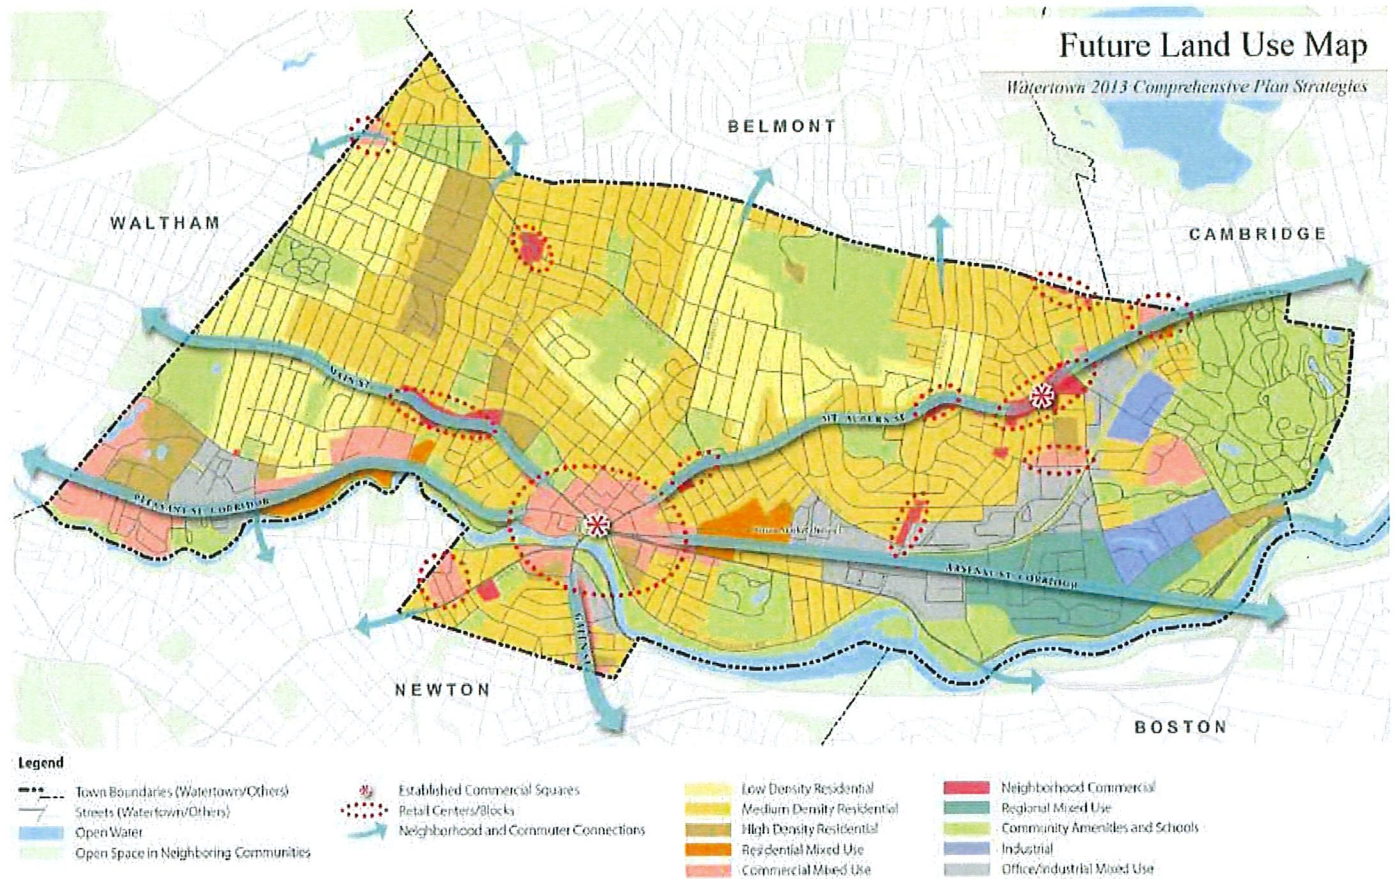 Future Land Use Map
Watertown 2013 Comprehensive Plan Strategies
BELMONT
WALTHAM
CAMBRIDGE
MAIN ST
MT AUBURN ST
PLEASANT ST CORRIDOR
ARSENAL ST CORRIDOR
GALEN ST
NEWTON
BOSTON
Legend
Town Boundaries (Watertown/Others)
Streets (Watertown/Others)
Open Water
Open Space in Neighboring Communities
Established Commercial Squares
Retail Centers/Blocks
Neighborhood and Commuter Connections
Low Density Residential
Medium Density Residential
High Density Residential
Residential Mixed Use
Commercial Mixed Use
Neighborhood Commercial
Regional Mixed Use
Community Amenities and Schools
Industrial
Office/Industrial Mixed Use